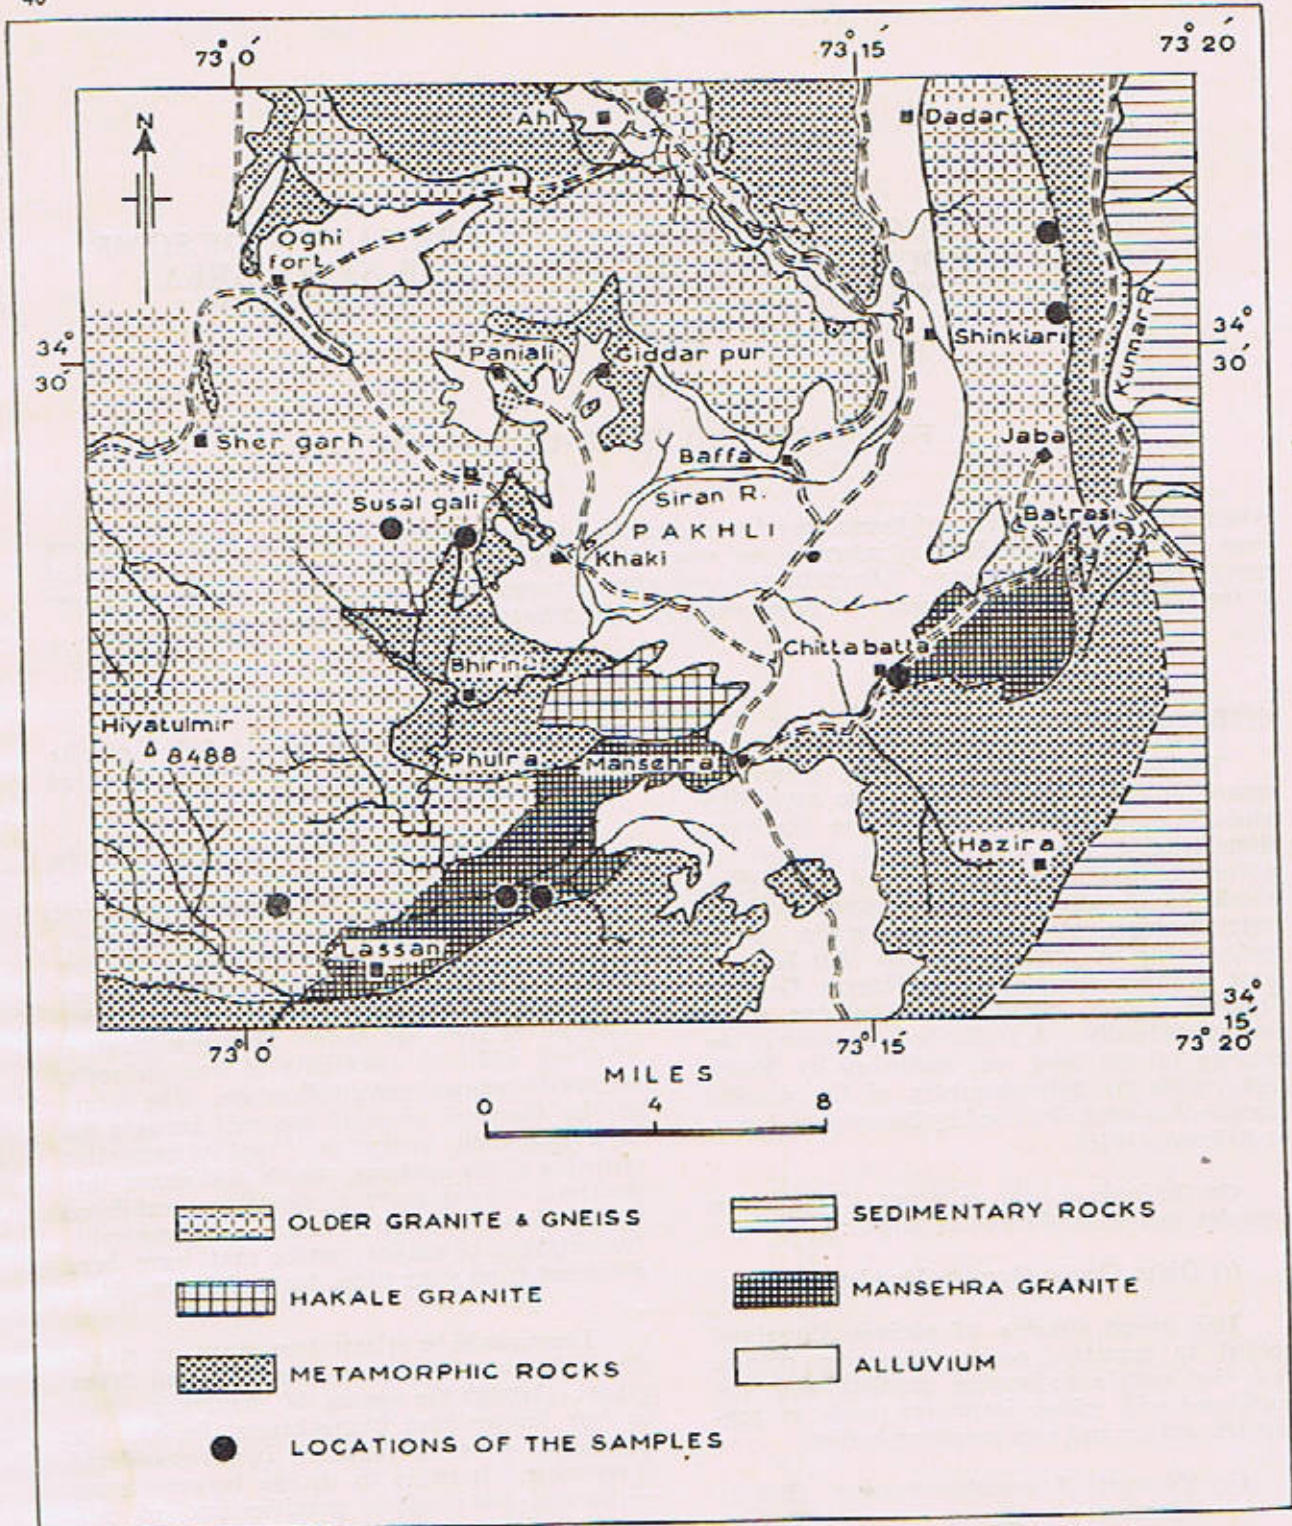 40
73° 0´
73° 15´
73° 20´
N
Ahl
Dadar
Oghi
fort
34°
30´
Shinkiari
Kunnar R.
34°
30´
Paniali
Giddar pur
Sher garh
Baffa
Jaba
Susal gali
Siran R.
PAKHLI
Batrasi
Khaki
Chitta batta
Bhirin
Hiyatulmir
8488
Phulra
Mansehra
Hazira
Lassan
34°
15´
73° 0´
73° 15´
73° 20´
MILES
0 4 8
OLDER GRANITE & GNEISS
SEDIMENTARY ROCKS
HAKALE GRANITE
MANSEHRA GRANITE
METAMORPHIC ROCKS
ALLUVIUM
LOCATIONS OF THE SAMPLES